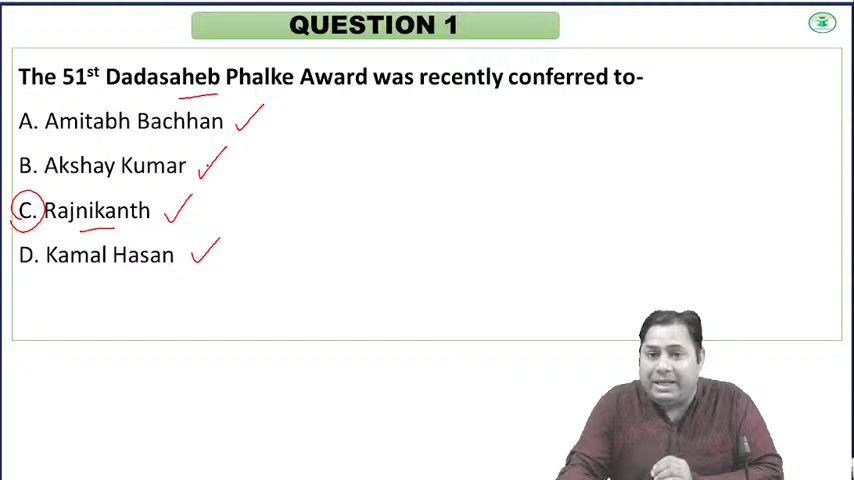 QUESTION 1
The 51st Dadasaheb Phalke Award was recently conferred to-
A. Amitabh Bachhan
B. Akshay Kumar
C. Rajnikanth
D. Kamal Hasan